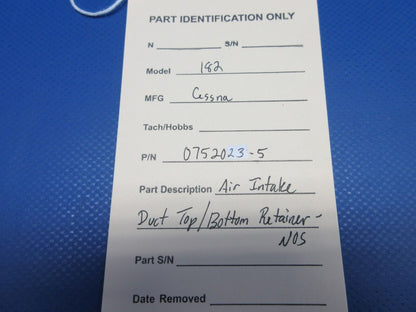 PART IDENTIFICATION ONLY
N S/N
Model 182
MFG Cessna
Tach/Hobbs
P/N 0752023-5
Part Description Air Intake
Duct Top/Bottom Retainer -
NOS
Part S/N
Date Removed